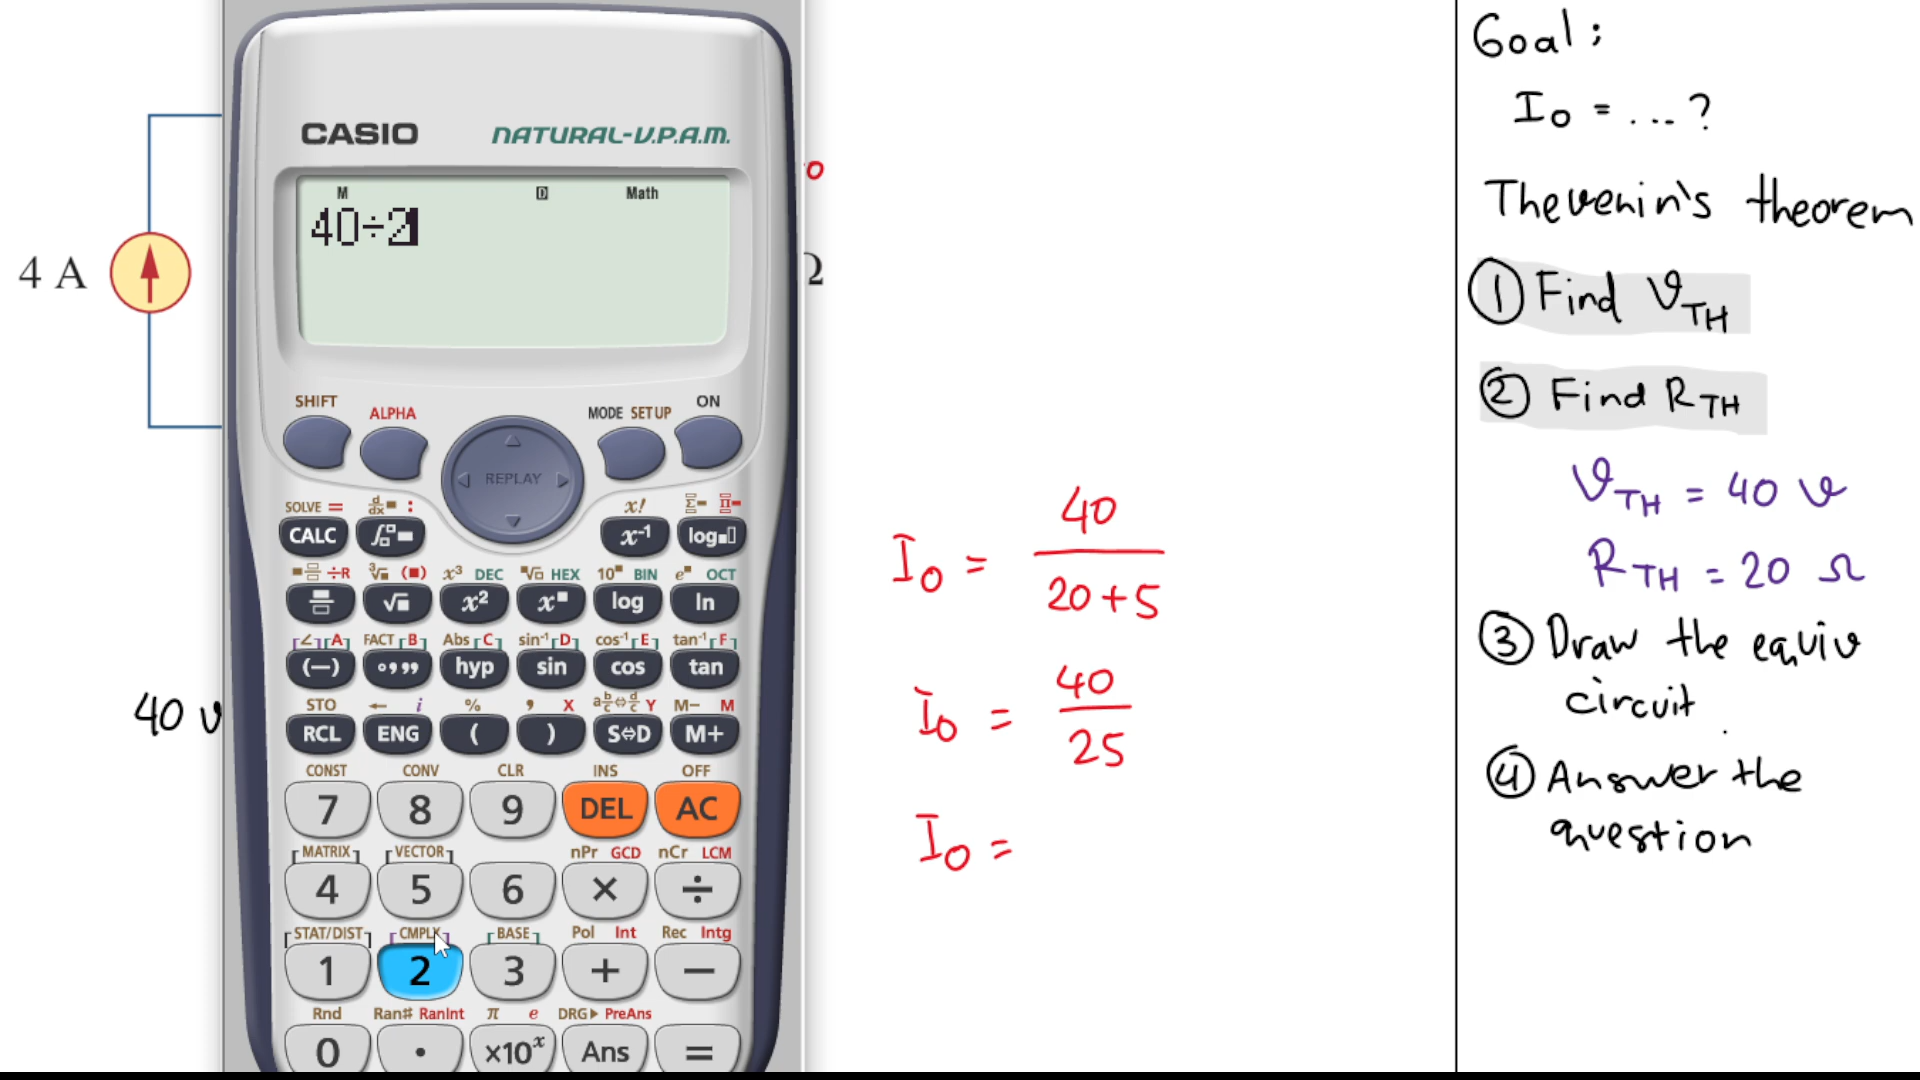 CASIO NATURAL-V.P.A.M.
M D Math
40÷2
4 A
o
Ω
SHIFT ALPHA MODE SETUP ON
REPLAY
SOLVE = d/dx : x! Σ Π
CALC ∫ x⁻¹ log
÷R ³√ (■) x³ DEC √ HEX 10 BIN e OCT
√ x² x log ln
∠ A FACT B Abs C sin⁻¹ D cos⁻¹ E tan⁻¹ F
(−) °,,, hyp sin cos tan
STO ← i % , X a b/c⇔d/c Y M− M
RCL ENG ( ) S⇔D M+
CONST CONV CLR INS OFF
7 8 9 DEL AC
MATRIX VECTOR nPr GCD nCr LCM
4 5 6 × ÷
STAT/DIST CMPLX BASE Pol Int Rec Intg
1 2 3 + −
Rnd Ran# RanInt π e DRG▸ PreAns
0 . ×10ˣ Ans =
40 v
I₀ = 40 / (20+5)
I₀ = 40 / 25
I₀ =
Goal:
I₀ = ...?
Thevenin's theorem
① Find V_TH
② Find R_TH
V_TH = 40 V
R_TH = 20 Ω
③ Draw the equiv
circuit
④ Answer the
question